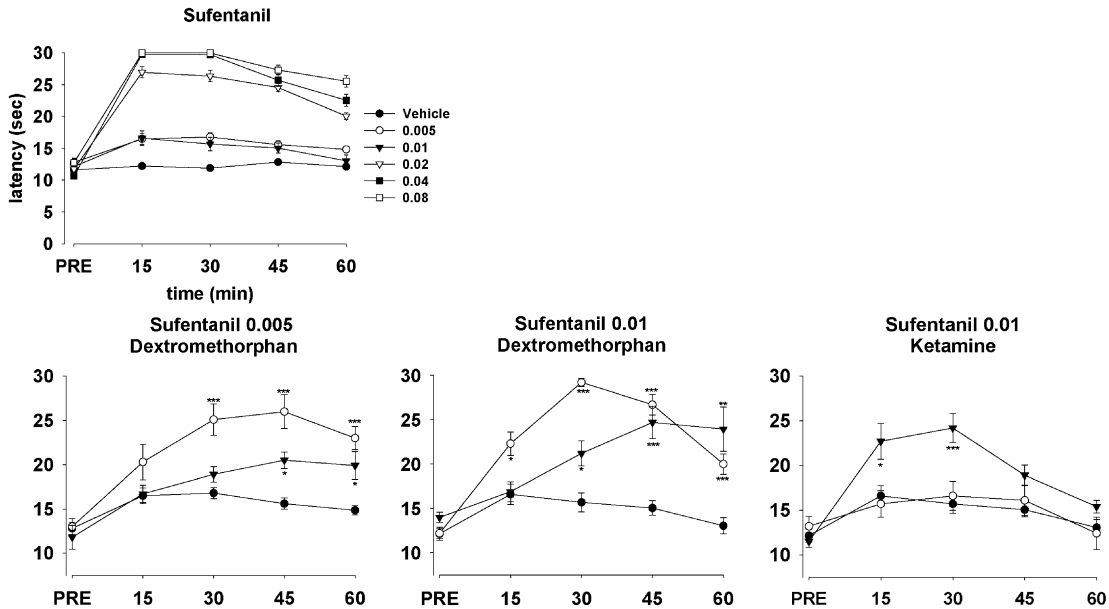 Sufentanil
30
25
20
15
10
5
0
latency (sec)
PRE 15 30 45 60
time (min)
Vehicle
0.005
0.01
0.02
0.04
0.08
Sufentanil 0.005
Dextromethorphan
30
25
20
15
10
***
***
***
*
*
PRE 15 30 45 60
Sufentanil 0.01
Dextromethorphan
30
25
20
15
10
***
***
**
*
*
***
***
PRE 15 30 45 60
Sufentanil 0.01
Ketamine
30
25
20
15
10
*
***
PRE 15 30 45 60